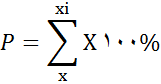 P = ∑_{x}^{xi} X ١٠٠%